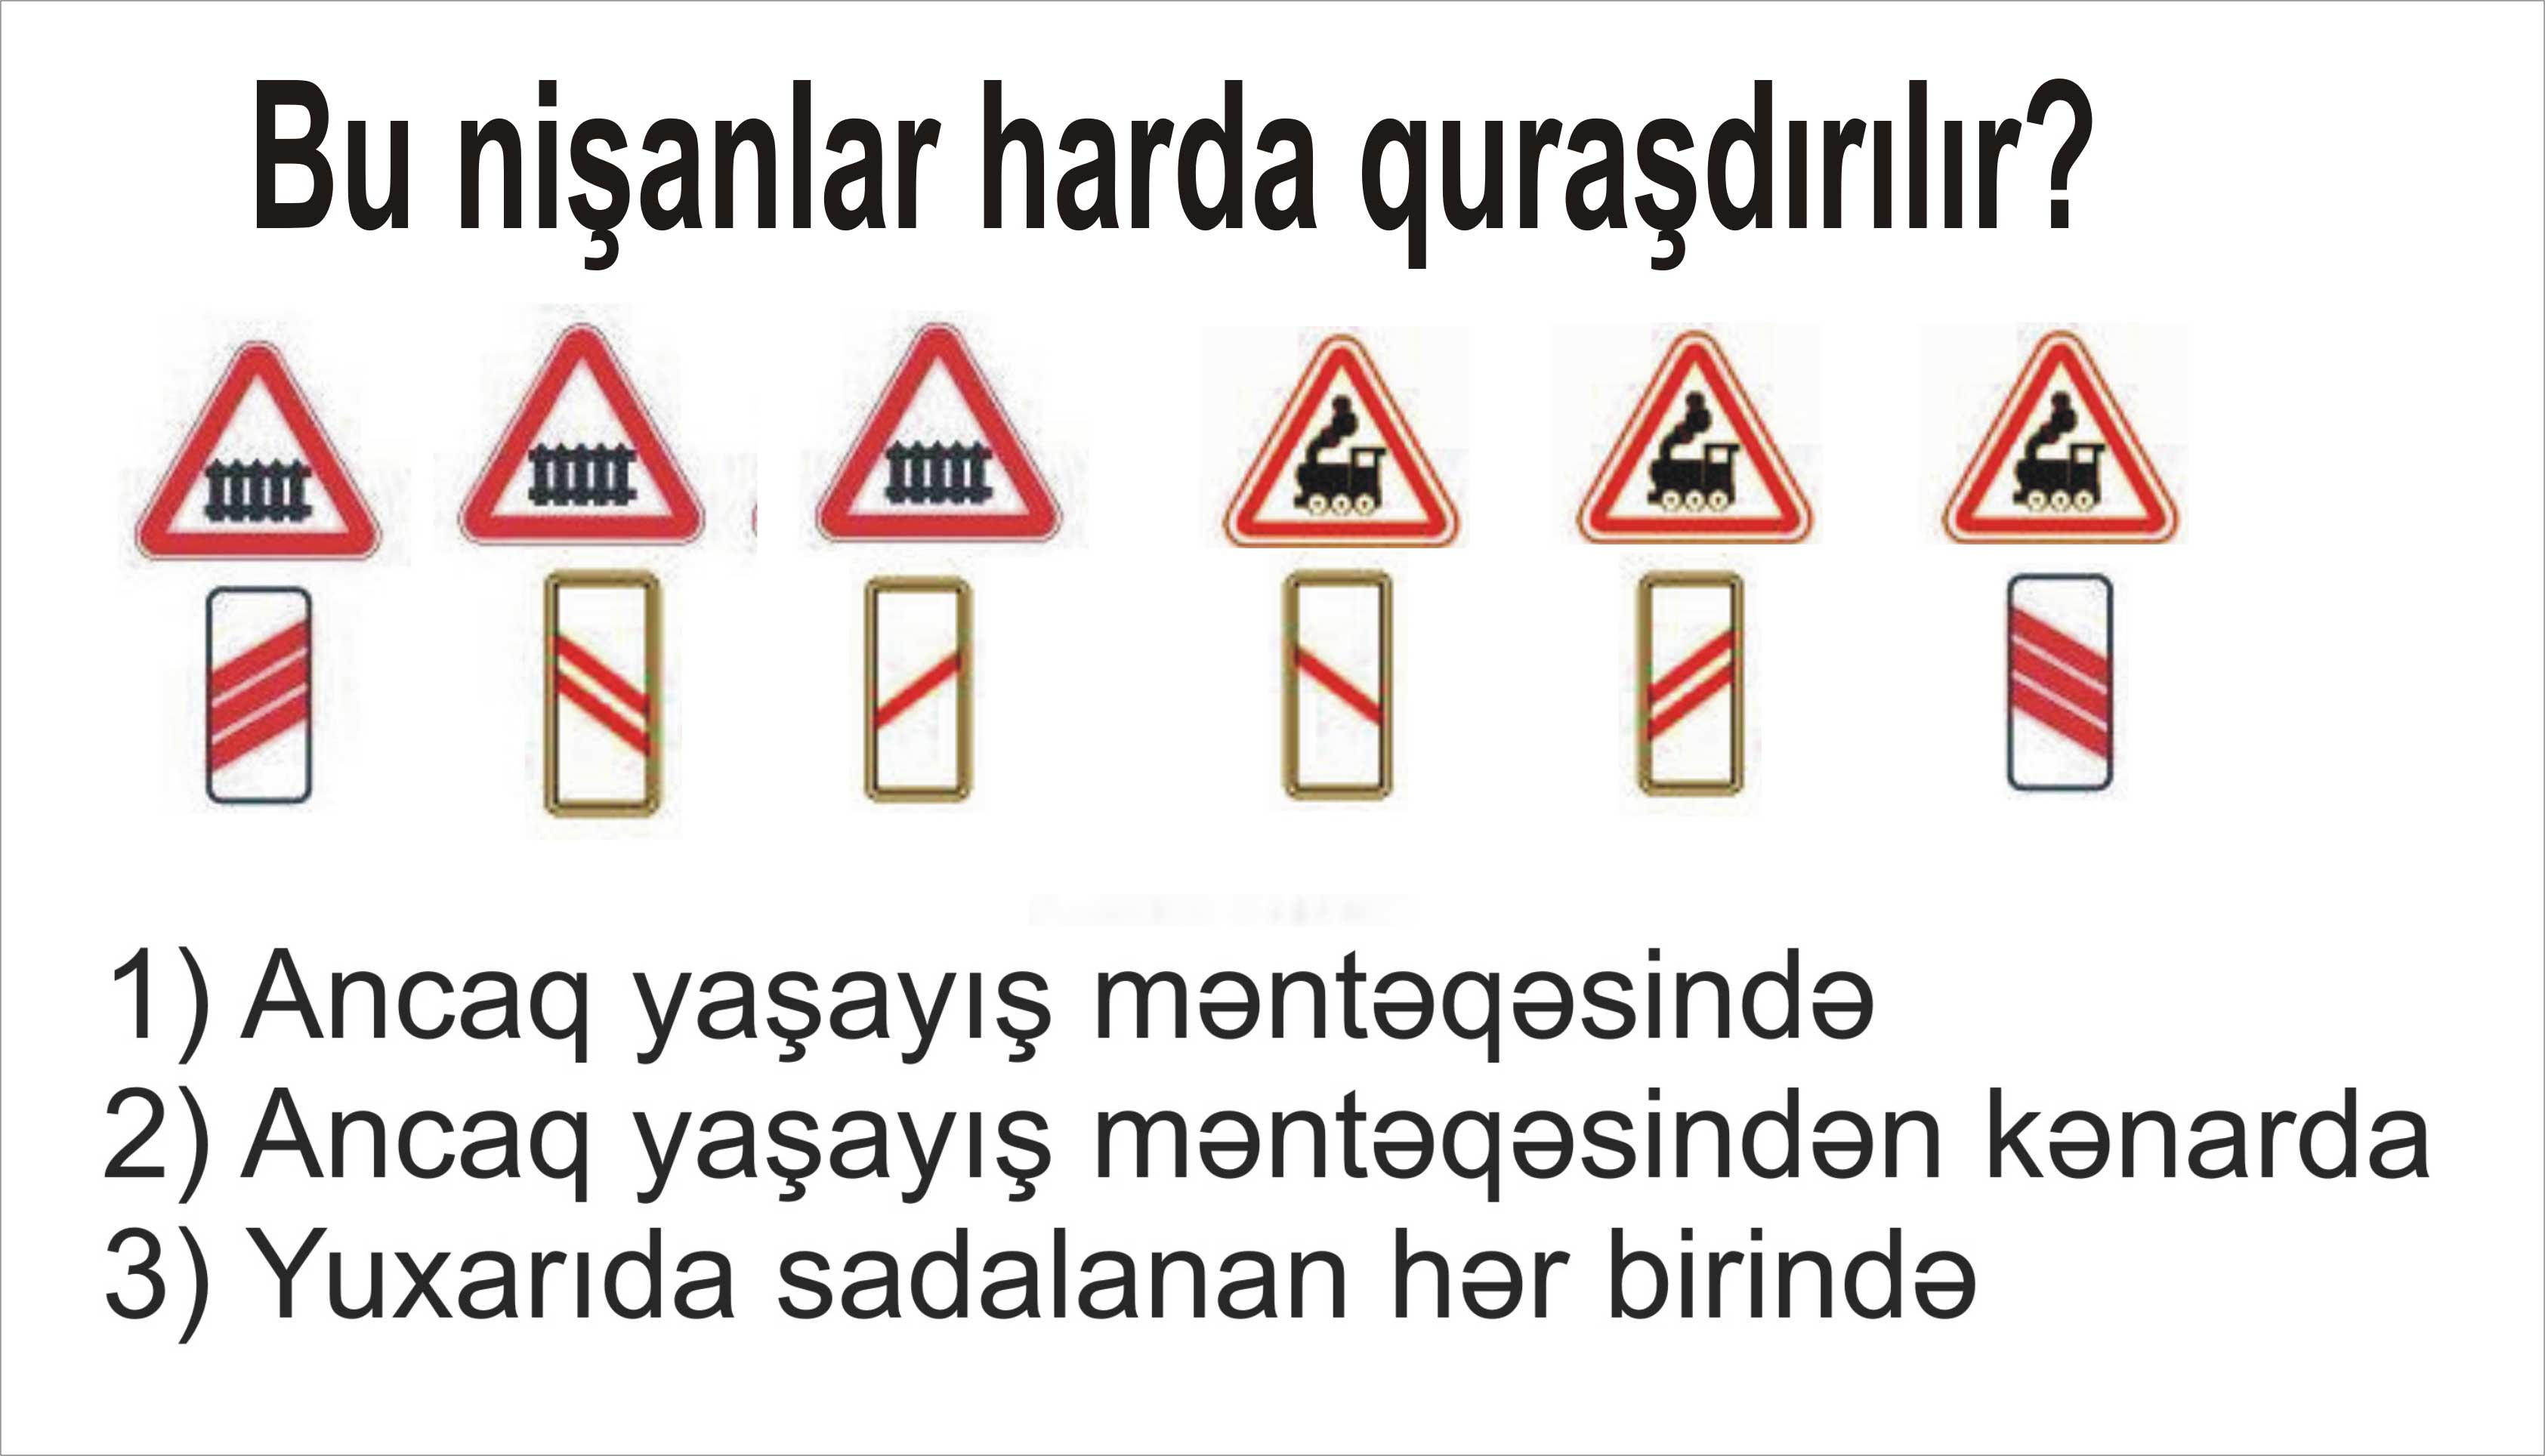 Bu nişanlar harda quraşdırılır?
1) Ancaq yaşayış məntəqəsində
2) Ancaq yaşayış məntəqəsindən kənarda
3) Yuxarıda sadalanan hər birində